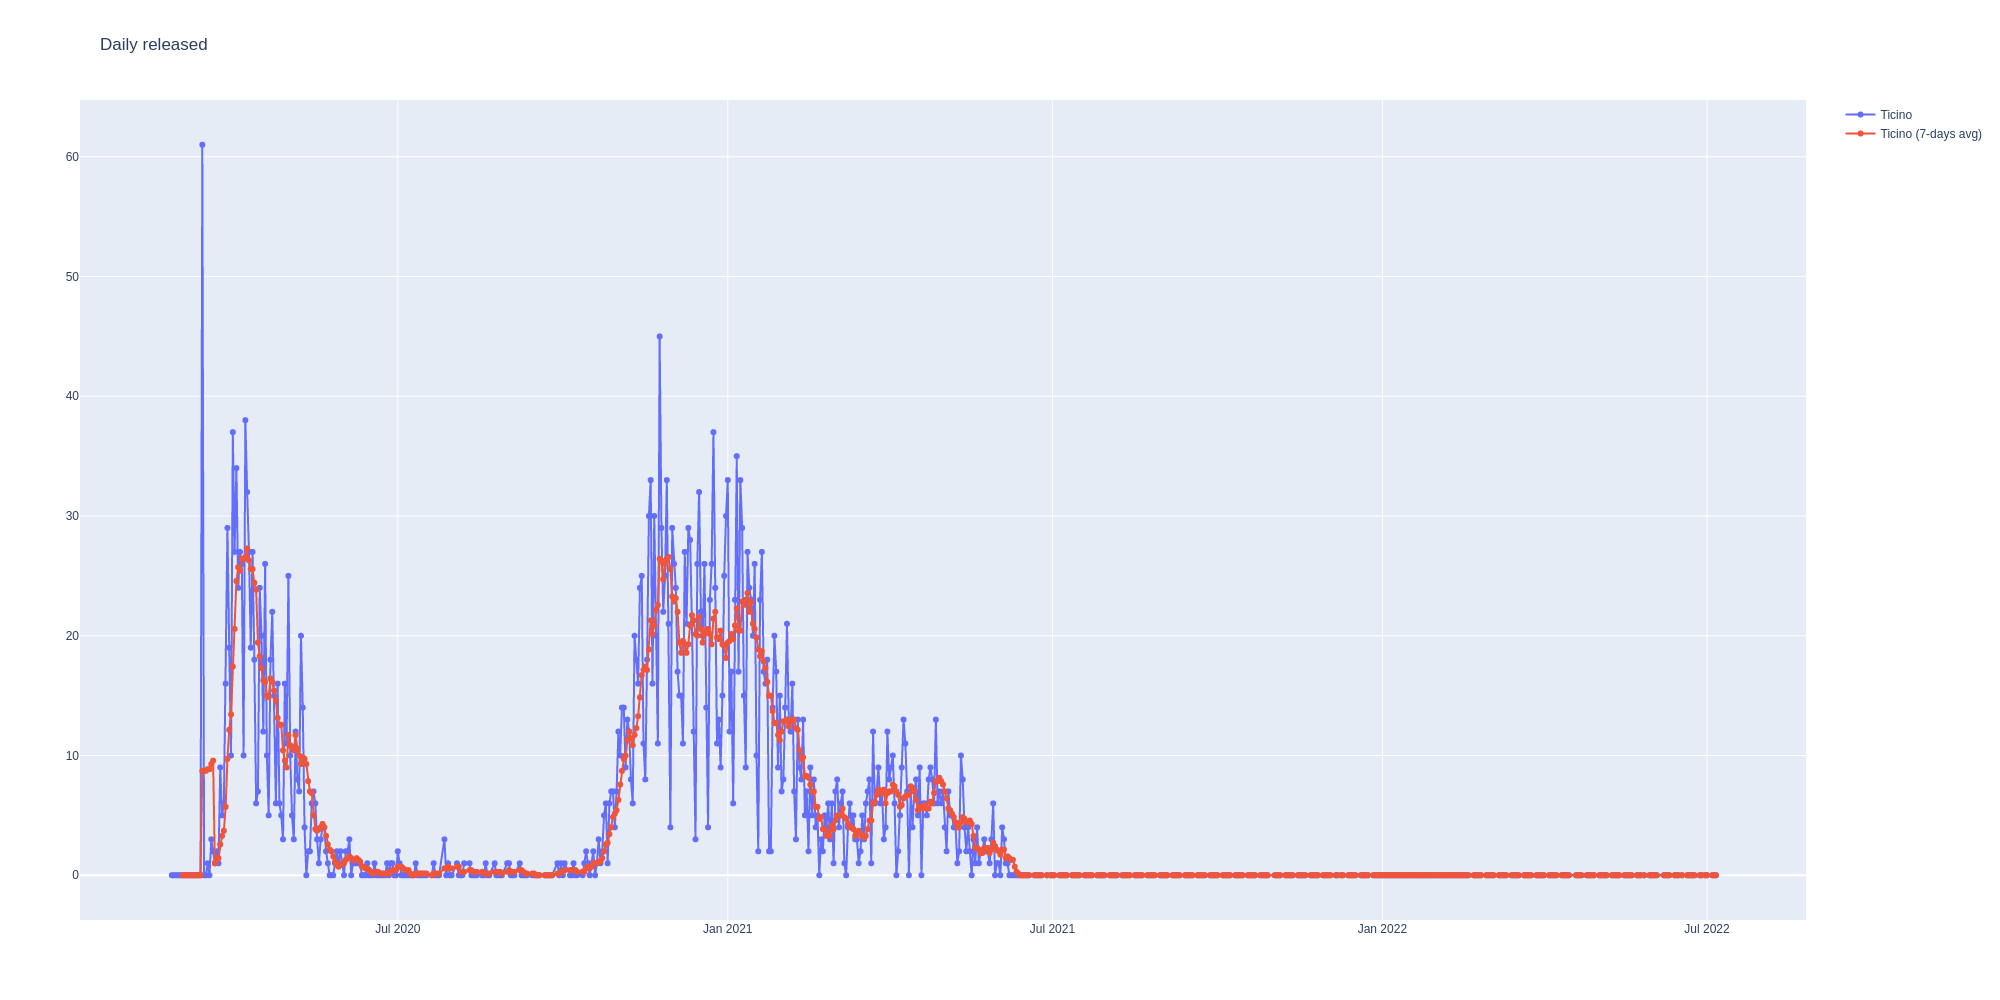 Daily released
Ticino
Ticino (7-days avg)
60
50
40
30
20
10
0
Jul 2020
Jan 2021
Jul 2021
Jan 2022
Jul 2022